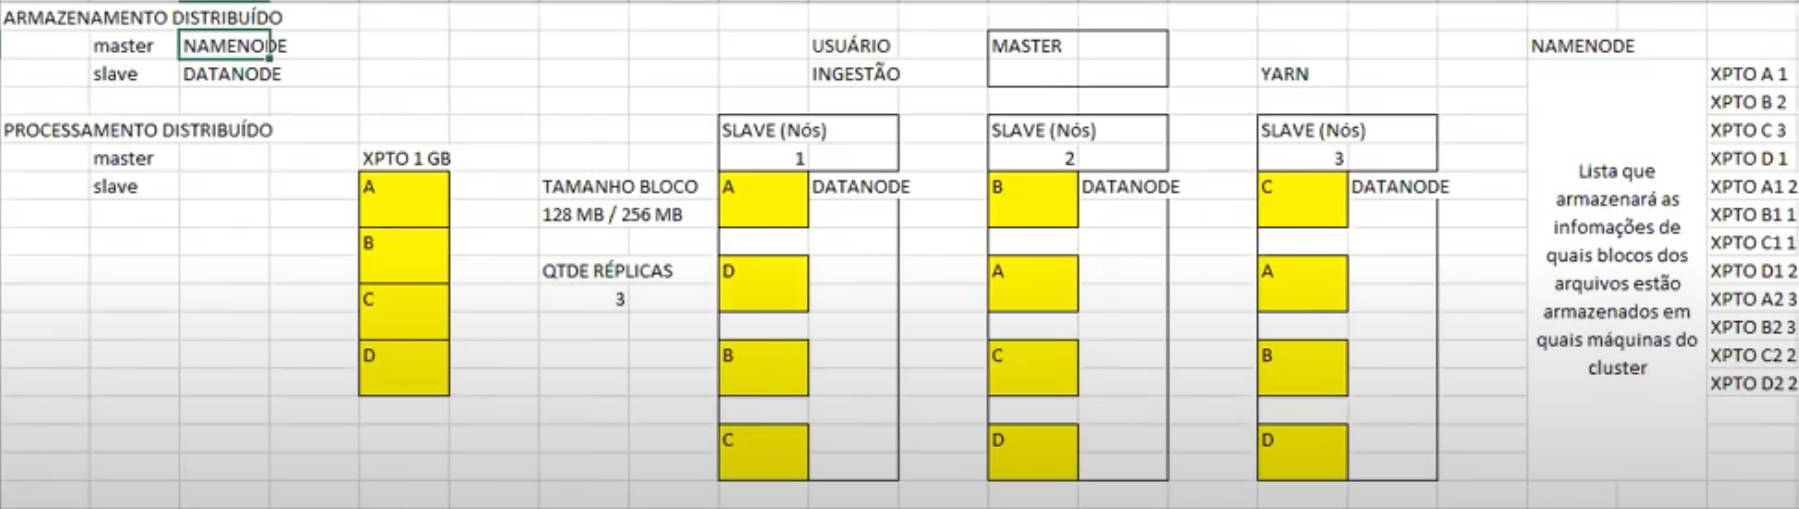 ARMAZENAMENTO DISTRIBUÍDO
master NAMENODE
slave DATANODE
PROCESSAMENTO DISTRIBUÍDO
master
slave
XPTO 1 GB
A
B
C
D
TAMANHO BLOCO
128 MB / 256 MB
QTDE RÉPLICAS
3
USUÁRIO
INGESTÃO
MASTER
YARN
SLAVE (Nós)
1
A DATANODE
D
B
C
SLAVE (Nós)
2
B DATANODE
A
C
D
SLAVE (Nós)
3
C DATANODE
A
B
D
NAMENODE
Lista que
armazenará as
infomações de
quais blocos dos
arquivos estão
armazenados em
quais máquinas do
cluster
XPTO A 1
XPTO B 2
XPTO C 3
XPTO D 1
XPTO A1 2
XPTO B1 1
XPTO C1 1
XPTO D1 2
XPTO A2 3
XPTO B2 3
XPTO C2 2
XPTO D2 2